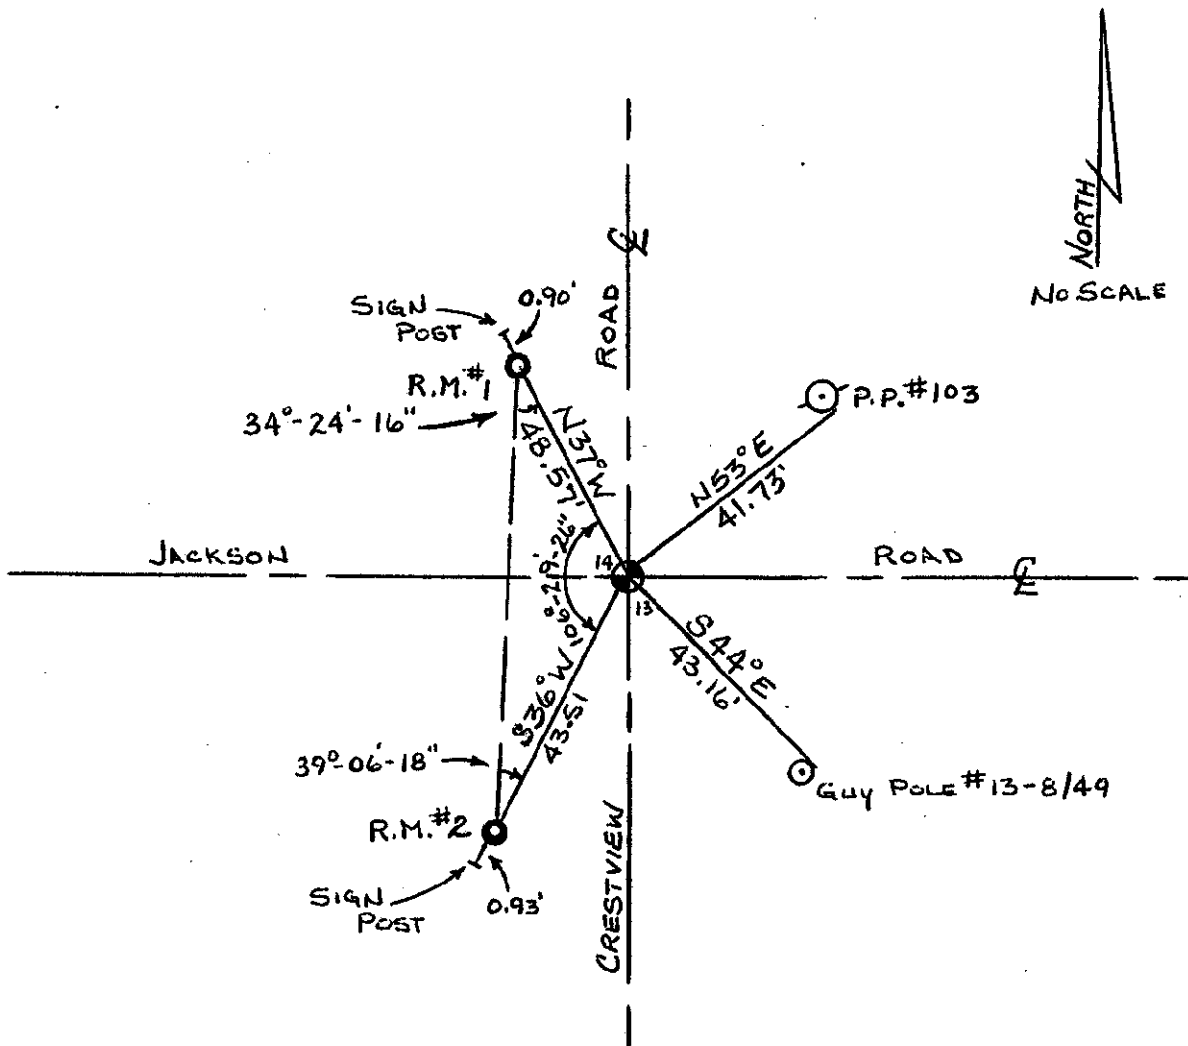 NORTH
NO SCALE
ROAD ℄
SIGN
POST
0.90'
R.M.#1
34°-24'-16"
N37°W
48.57'
P.P.#103
N53°E
41.73'
JACKSON
ROAD ℄
14
13
106°-29'-26"
S44°E
43.16'
S36°W
43.51
39°-06'-18"
R.M.#2
SIGN
POST
0.93'
GUY POLE #13-8/49
CRESTVIEW